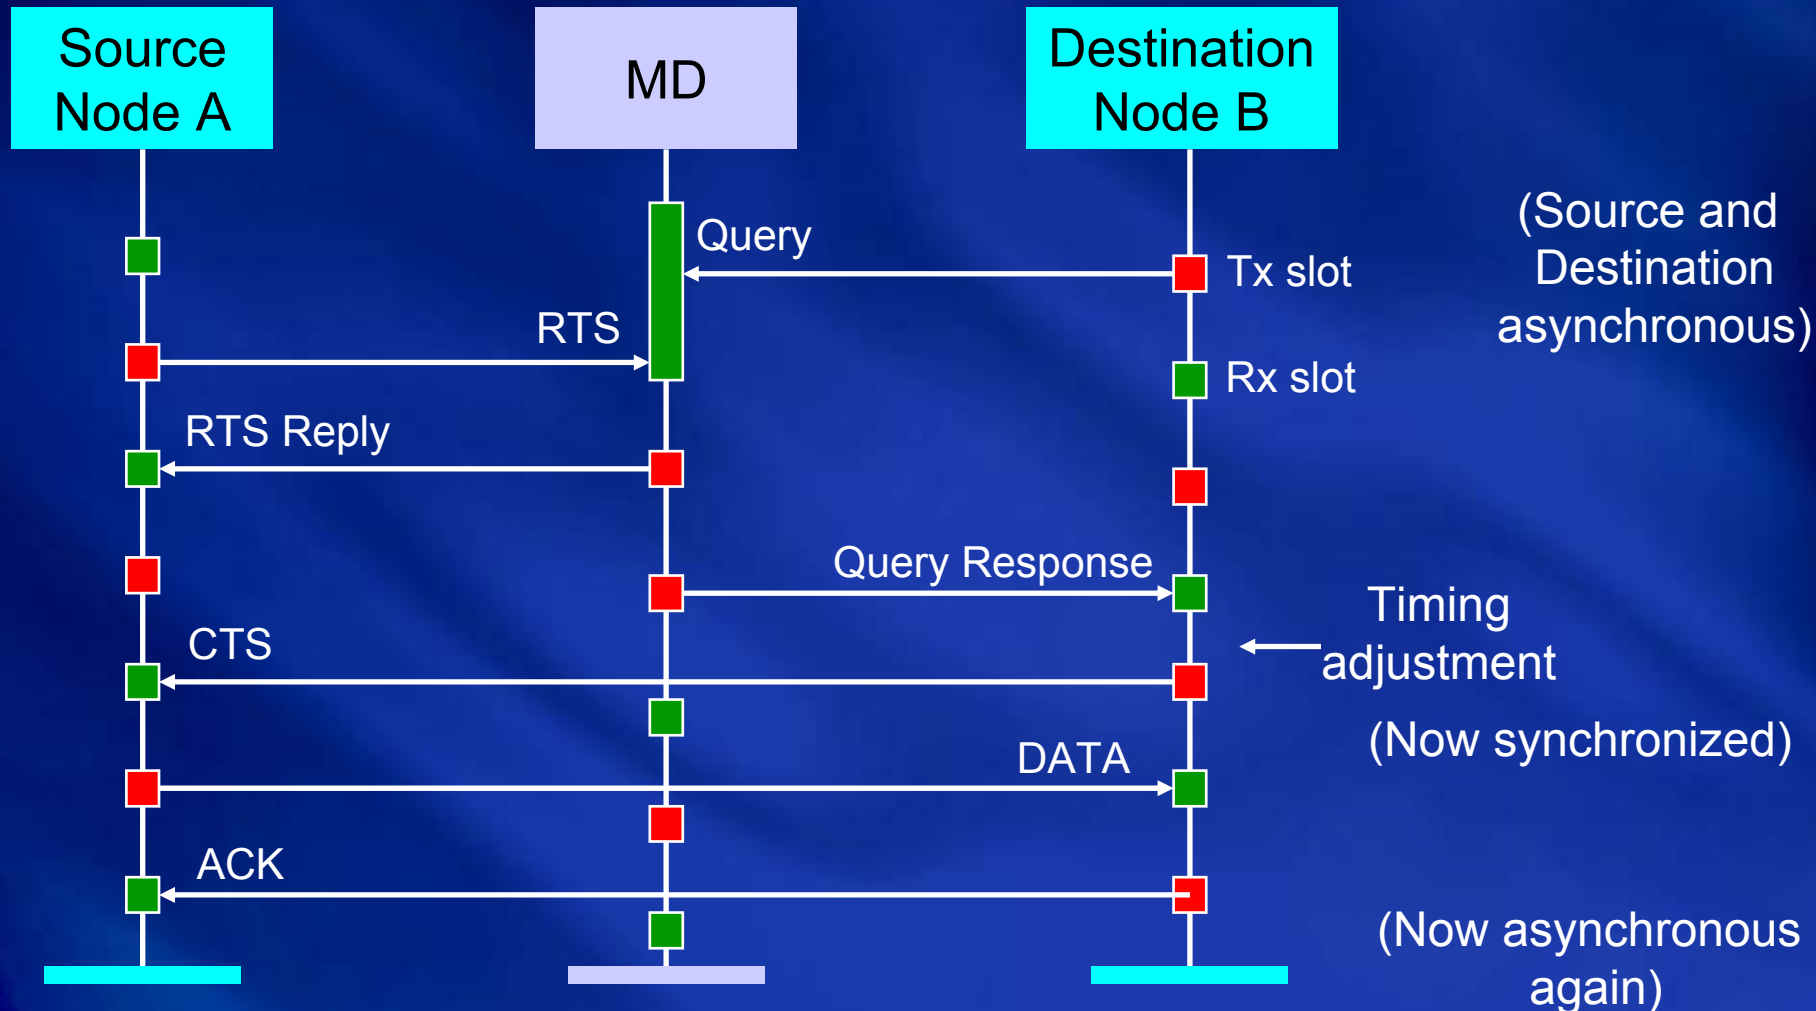 Source
Node A
MD
Destination
Node B
(Source and
Destination
asynchronous)
Query
Tx slot
RTS
Rx slot
RTS Reply
Query Response
Timing
adjustment
CTS
(Now synchronized)
DATA
ACK
(Now asynchronous
again)